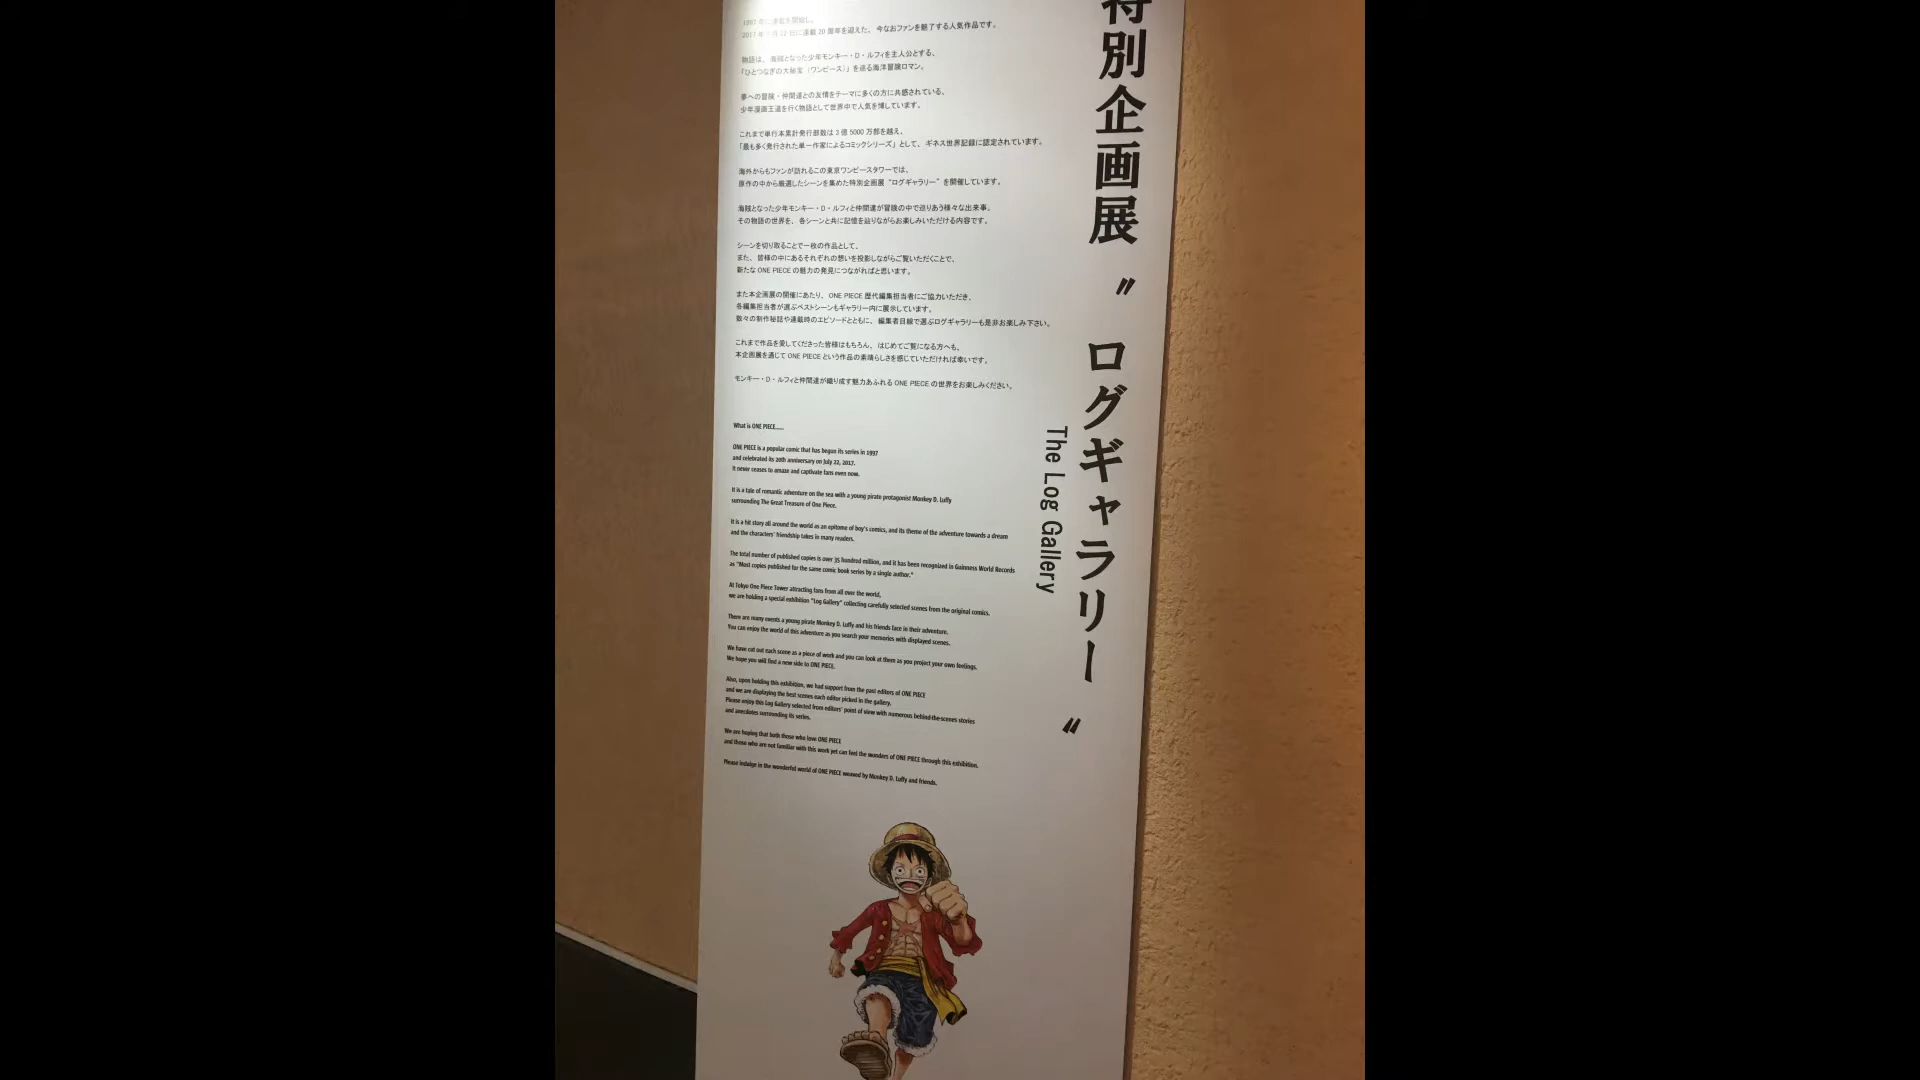 特別企画展 〝ログギャラリー〟
The Log Gallery
1997年に連載を開始し、
2017年7月22日に連載20周年を迎えた、今なおファンを魅了する人気作品です。
物語は、海賊となった少年モンキー・D・ルフィを主人公とする、
「ひとつなぎの大秘宝（ワンピース）」を巡る海洋冒険ロマン。
夢への冒険・仲間達との友情をテーマに多くの方に共感されている、
少年漫画王道を行く物語として世界中で人気を博しています。
これまで単行本累計発行部数は3億5000万部を越え、
「最も多く発行された単一作家によるコミックシリーズ」として、ギネス世界記録に認定されています。
海外からもファンが訪れるこの東京ワンピースタワーでは、
原作の中から厳選したシーンを集めた特別企画展“ログギャラリー”を開催しています。
海賊となった少年モンキー・D・ルフィと仲間達が冒険の中で巡りあう様々な出来事。
その物語の世界を、各シーンと共に記憶を辿りながらお楽しみいただける内容です。
シーンを切り取ることで一枚の作品として、
また、皆様の中にあるそれぞれの想いを投影しながらご覧いただくことで、
新たなONE PIECEの魅力の発見につながればと思います。
また本企画展の開催にあたり、ONE PIECE歴代編集担当者にご協力いただき、
各編集担当者が選ぶベストシーンもギャラリー内に展示しています。
数々の制作秘話や連載時のエピソードとともに、編集者目線で選ぶログギャラリーも是非お楽しみ下さい。
これまで作品を愛してくださった皆様はもちろん、はじめてご覧になる方へも、
本企画展を通じてONE PIECEという作品の素晴らしさを感じていただければ幸いです。
モンキー・D・ルフィと仲間達が織り成す魅力あふれるONE PIECEの世界をお楽しみください。
What is ONE PIECE......
ONE PIECE is a popular comic that has begun its series in 1997
and celebrated its 20th anniversary on July 22, 2017.
It never ceases to amaze and captivate fans even now.
It is a tale of romantic adventure on the sea with a young pirate protagonist Monkey D. Luffy
surrounding The Great Treasure of One Piece.
It is a hit story all around the world as an epitome of boy's comics, and its theme of the adventure towards a dream
and the characters' friendship takes in many readers.
The total number of published copies is over 35 hundred million, and it has been recognized in Guinness World Records
as "Most copies published for the same comic book series by a single author."
At Tokyo One Piece Tower attracting fans from all over the world,
we are holding a special exhibition "Log Gallery" collecting carefully selected scenes from the original comics.
There are many events a young pirate Monkey D. Luffy and his friends face in their adventure.
You can enjoy the world of this adventure as you search your memories with displayed scenes.
We have cut out each scene as a piece of work and you can look at them as you project your own feelings.
We hope you will find a new side to ONE PIECE.
Also, upon holding this exhibition, we had support from the past editors of ONE PIECE
and we are displaying the best scenes each editor picked in the gallery.
Please enjoy this Log Gallery selected from editors' point of view with numerous behind-the-scenes stories
and anecdotes surrounding its series.
We are hoping that both those who love ONE PIECE
and those who are not familiar with this work yet can feel the wonders of ONE PIECE through this exhibition.
Please indulge in the wonderful world of ONE PIECE weaved by Monkey D. Luffy and friends.